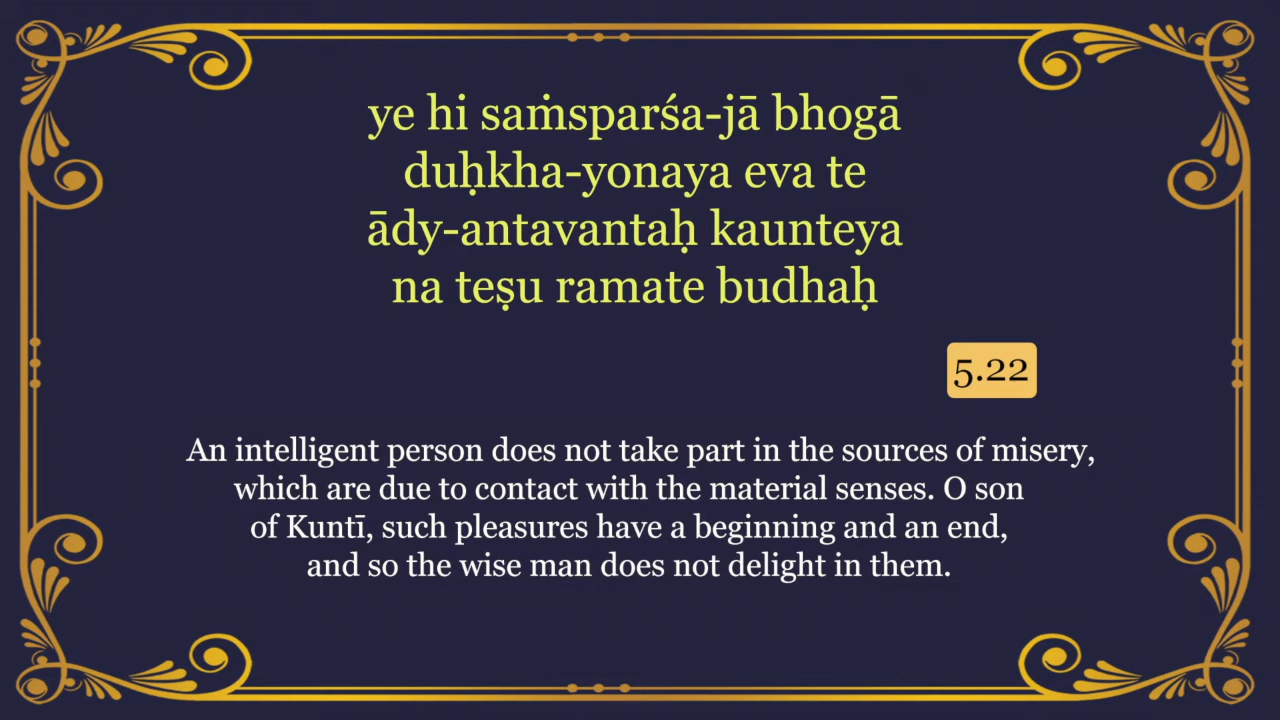 ye hi saṁsparśa-jā bhogā
duḥkha-yonaya eva te
ādy-antavantaḥ kaunteya
na teṣu ramate budhaḥ
5.22
An intelligent person does not take part in the sources of misery,
which are due to contact with the material senses. O son
of Kuntī, such pleasures have a beginning and an end,
and so the wise man does not delight in them.